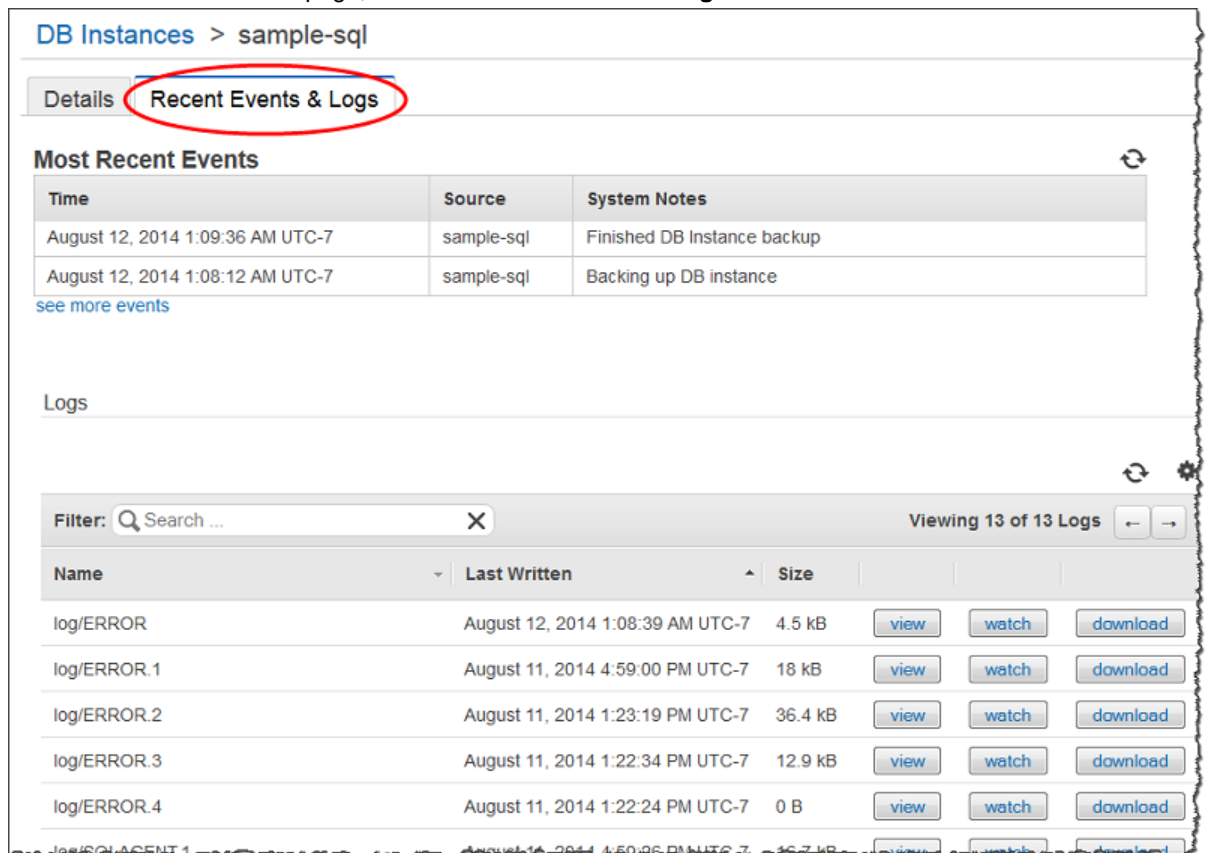 DB Instances > sample-sql
Details Recent Events & Logs
Most Recent Events
Time Source System Notes
August 12, 2014 1:09:36 AM UTC-7 sample-sql Finished DB Instance backup
August 12, 2014 1:08:12 AM UTC-7 sample-sql Backing up DB instance
see more events
Logs
Filter: Search ... X Viewing 13 of 13 Logs ← →
Name Last Written Size
log/ERROR August 12, 2014 1:08:39 AM UTC-7 4.5 kB view watch download
log/ERROR.1 August 11, 2014 4:59:00 PM UTC-7 18 kB view watch download
log/ERROR.2 August 11, 2014 1:23:19 PM UTC-7 36.4 kB view watch download
log/ERROR.3 August 11, 2014 1:22:34 PM UTC-7 12.9 kB view watch download
log/ERROR.4 August 11, 2014 1:22:24 PM UTC-7 0 B view watch download